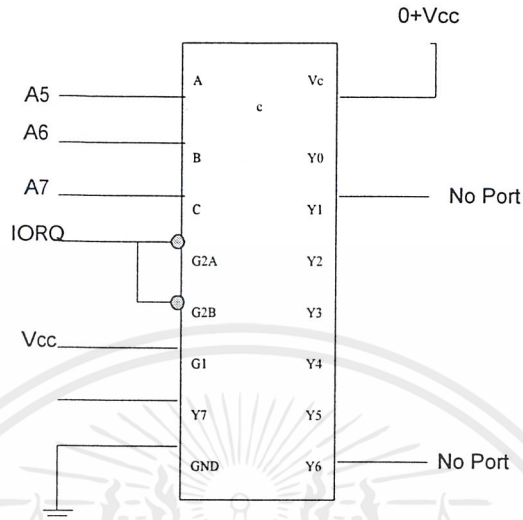 0+Vcc
A Vc
A5
c
A6
B Y0
A7
No Port
C Y1
IORQ
G2A Y2
G2B Y3
Vcc
G1 Y4
Y7 Y5
GND Y6
No Port